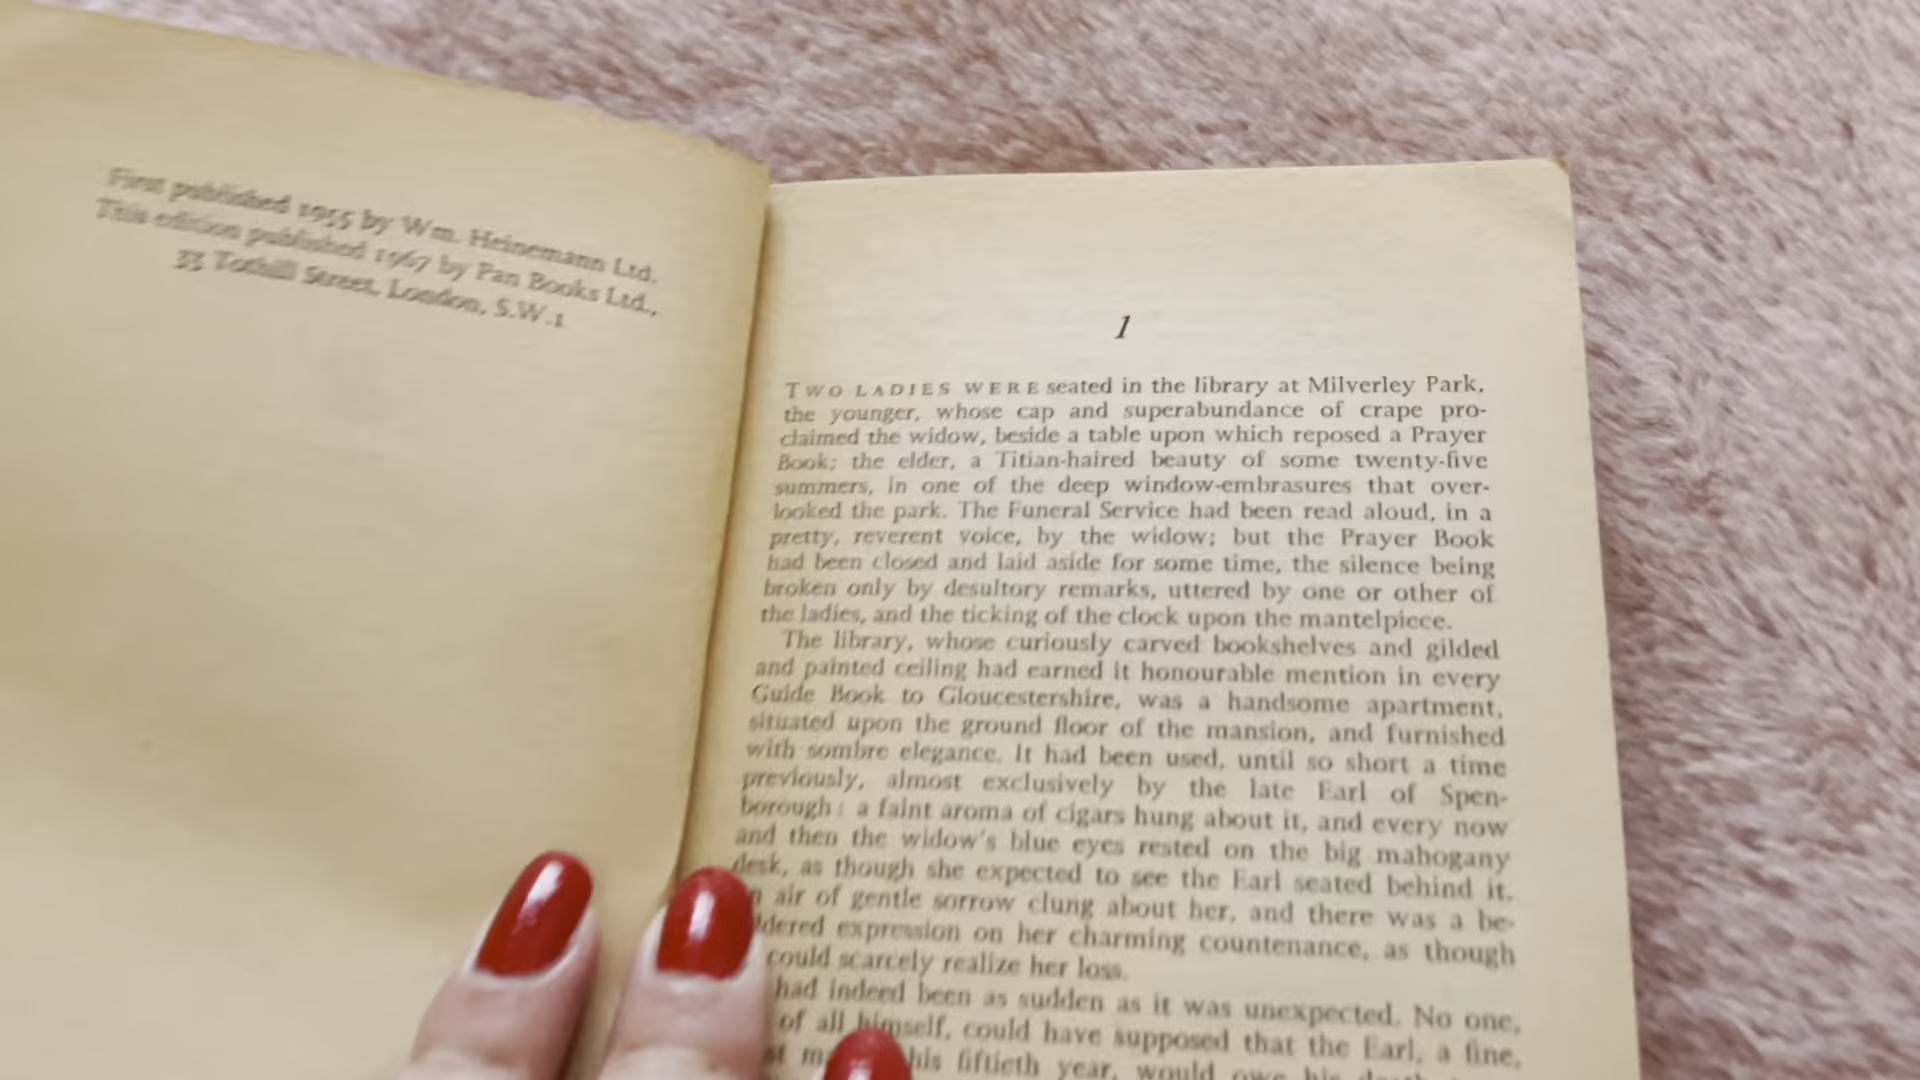 First published 1955 by Wm. Heinemann Ltd.
This edition published 1967 by Pan Books Ltd.,
33 Tothill Street, London, S.W.1
1
TWO LADIES WERE seated in the library at Milverley Park,
the younger, whose cap and superabundance of crape pro-
claimed the widow, beside a table upon which reposed a Prayer
Book; the elder, a Titian-haired beauty of some twenty-five
summers, in one of the deep window-embrasures that over-
looked the park. The Funeral Service had been read aloud, in a
pretty, reverent voice, by the widow; but the Prayer Book
had been closed and laid aside for some time, the silence being
broken only by desultory remarks, uttered by one or other of
the ladies, and the ticking of the clock upon the mantelpiece.
The library, whose curiously carved bookshelves and gilded
and painted ceiling had earned it honourable mention in every
Guide Book to Gloucestershire, was a handsome apartment,
situated upon the ground floor of the mansion, and furnished
with sombre elegance. It had been used, until so short a time
previously, almost exclusively by the late Earl of Spen-
borough: a faint aroma of cigars hung about it, and every now
and then the widow's blue eyes rested on the big mahogany
desk, as though she expected to see the Earl seated behind it.
air of gentle sorrow clung about her, and there was a be-
ldered expression on her charming countenance, as though
could scarcely realize her loss.
had indeed been as sudden as it was unexpected. No one,
of all himself, could have supposed that the Earl, a fine,
his fiftieth year, would owe his